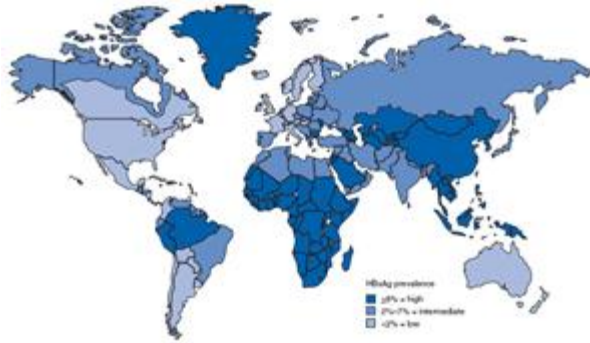 HBsAg prevalence
≥8% = high
2%–7% = intermediate
<2% = low